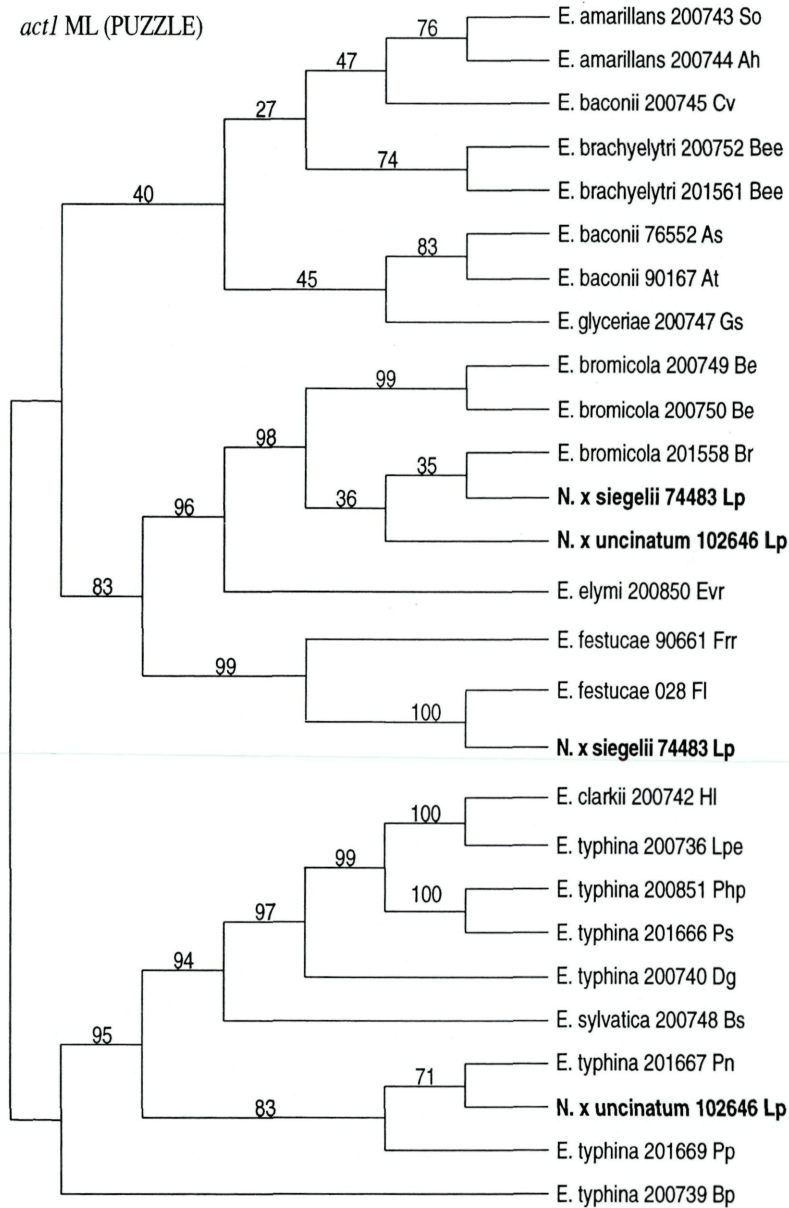 act1 ML (PUZZLE)
E. amarillans 200743 So
76
E. amarillans 200744 Ah
47
E. baconii 200745 Cv
27
E. brachyelytri 200752 Bee
74
E. brachyelytri 201561 Bee
40
E. baconii 76552 As
83
E. baconii 90167 At
45
E. glyceriae 200747 Gs
E. bromicola 200749 Be
99
E. bromicola 200750 Be
98
E. bromicola 201558 Br
35
N. x siegelii 74483 Lp
36
96
N. x uncinatum 102646 Lp
83
E. elymi 200850 Evr
E. festucae 90661 Frr
99
E. festucae 028 Fl
100
N. x siegelii 74483 Lp
E. clarkii 200742 Hl
100
E. typhina 200736 Lpe
99
E. typhina 200851 Php
100
97
E. typhina 201666 Ps
94
E. typhina 200740 Dg
E. sylvatica 200748 Bs
95
E. typhina 201667 Pn
71
N. x uncinatum 102646 Lp
83
E. typhina 201669 Pp
E. typhina 200739 Bp